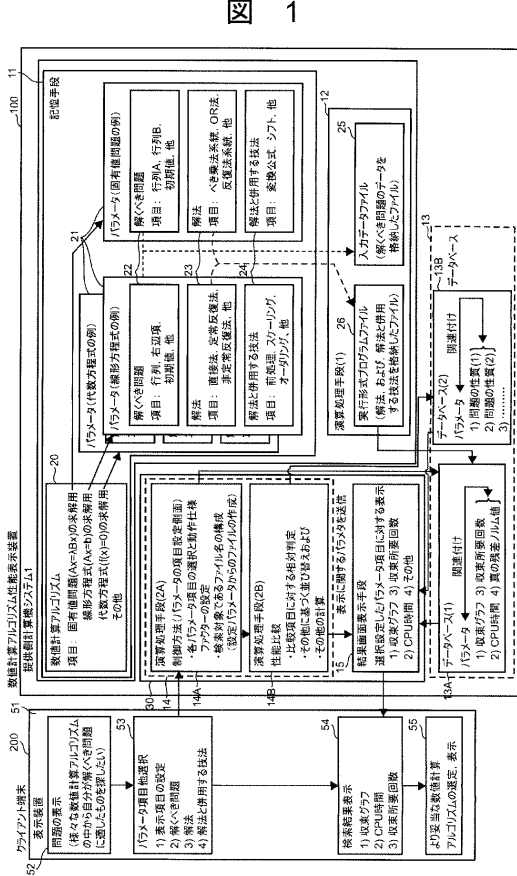 図 1
100
数値計算アルゴリズム性能表示装置
提供側計算機システム1
11
記憶手段
20
数値計算アルゴリズム
項目： 固有値問題(Ax=λBx)の求解用
線形方程式(Ax=b)の求解用
代数方程式(f(x)=0)の求解用
その他
21
パラメータ(代数方程式の例)
パラメータ(線形方程式の例)
22
解くべき問題
項目： 行列、右辺項、
初期値、他
23
解法
項目： 直接法、定常反復法、
非定常反復法、他
24
解法と併用する技法
項目： 前処理、スケーリング、
オーダリング、他
パラメータ(固有値問題の例)
解くべき問題
項目： 行列A、行列B、
初期値、他
解法
項目： べき乗法系統、QR法、
反復法系統、他
解法と併用する技法
項目： 変換公式、シフト、他
12
演算処理手段(1)
26
実行形式プログラムファイル
(解法、および、解法と併用
する技法を格納したファイル)
25
入力データファイル
(解くべき問題のデータを
格納したファイル)
30
14
14A
演算処理手段(2A)
制御方法(パラメータの項目設定側面)
・各パラメータ項目の選択と動作仕様
ファクターの設定
・検索対象であるファイル名の構成
(設定パラメータからのファイルの作成)
14B
演算処理手段(2B)
性能比較
・比較項目に対する相対判定
・その他に基づく並び替えおよび
その他の計算
表示に関するパラメタを送信
15
結果画面表示手段
選択設定したパラメータ項目に対する表示
1) 収束グラフ 3) 収束所要回数
2) CPU時間 4) その他
13
データベース
13A
データベース(1)
パラメータ
関連付け
1) 収束グラフ 3) 収束所要回数
2) CPU時間 4) 真の残差ノルム値
13B
データベース(2)
パラメータ
関連付け
1) 問題の性質(1)
2) 問題の性質(2)
3) ………
200
クライアント端末
51
表示装置
52
問題の表示
(様々な数値計算アルゴリズム
の中から自分が解くべき問題
に適したものを探したい)
53
パラメータ項目他選択
1) 表示項目の設定
2) 解くべき問題
3) 解法
4) 解法と併用する技法
54
検索結果表示
1) 収束グラフ
2) CPU時間
3) 収束所要回数
55
より妥当な数値計算
アルゴリズムの選定、表示